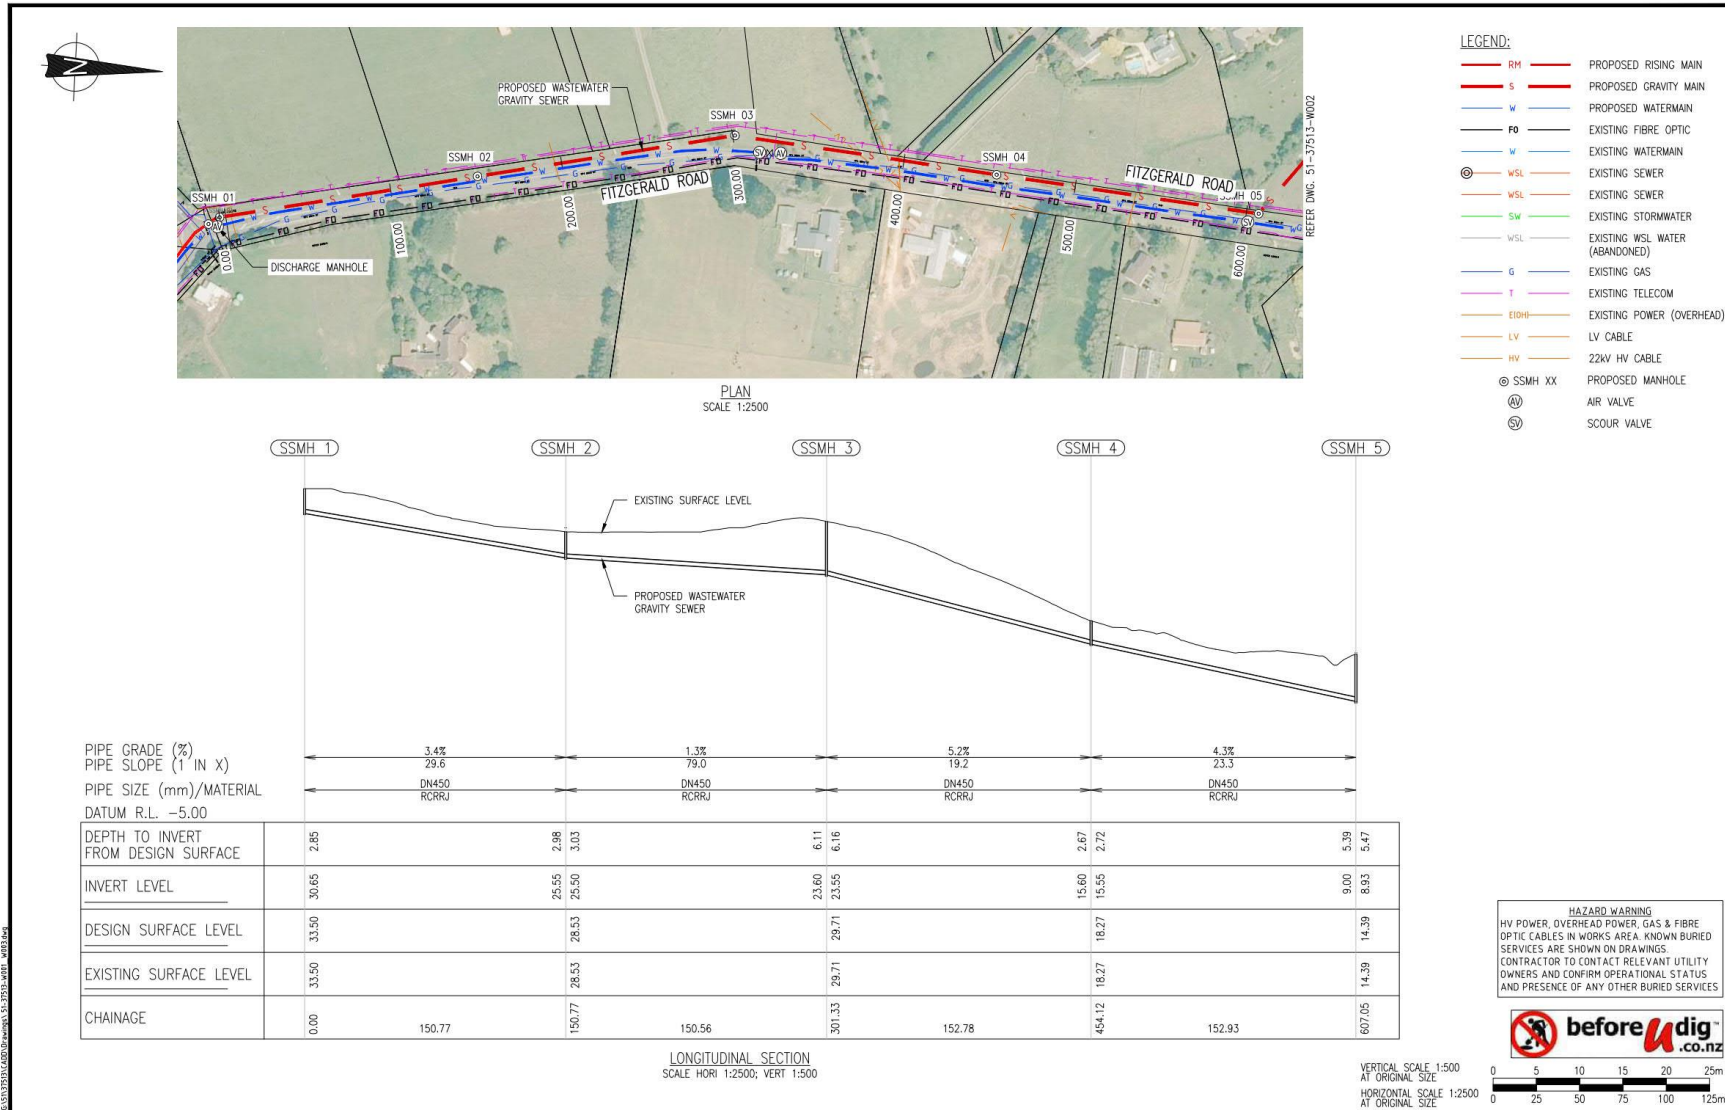 N
PROPOSED WASTEWATER
GRAVITY SEWER
SSMH 01
SSMH 02
SSMH 03
SSMH 04
FITZGERALD ROAD
FITZGERALD ROAD
DISCHARGE MANHOLE
AV
SV
AV
SV
0.00
100.00
200.00
300.00
400.00
500.00
600.00
REFER DWG. 51-37513-W002
PLAN
SCALE 1:2500
LEGEND:
RM PROPOSED RISING MAIN
S PROPOSED GRAVITY MAIN
W PROPOSED WATERMAIN
FO EXISTING FIBRE OPTIC
W EXISTING WATERMAIN
WSL EXISTING SEWER
WSL EXISTING SEWER
SW EXISTING STORMWATER
WSL EXISTING WSL WATER
(ABANDONED)
G EXISTING GAS
T EXISTING TELECOM
E(OH) EXISTING POWER (OVERHEAD)
LV LV CABLE
HV 22kV HV CABLE
SSMH XX PROPOSED MANHOLE
AV AIR VALVE
SV SCOUR VALVE
SSMH 1 SSMH 2 SSMH 3 SSMH 4 SSMH 5
EXISTING SURFACE LEVEL
PROPOSED WASTEWATER
GRAVITY SEWER
PIPE GRADE (%) 3.4% 1.3% 5.2% 4.3%
PIPE SLOPE (1 IN X) 29.6 79.0 19.2 23.3
PIPE SIZE (mm)/MATERIAL DN450 DN450 DN450 DN450
RCRRJ RCRRJ RCRRJ RCRRJ
DATUM R.L. -5.00
DEPTH TO INVERT
FROM DESIGN SURFACE 2.85 2.98 3.03 6.11 6.16 2.67 2.72 5.39 5.47
INVERT LEVEL 30.65 25.55 25.50 23.60 23.55 15.60 15.55 9.00 8.93
DESIGN SURFACE LEVEL 33.50 28.53 29.71 18.27 14.39
EXISTING SURFACE LEVEL 33.50 28.53 29.71 18.27 14.39
CHAINAGE 0.00 150.77 150.77 150.56 301.33 152.78 454.12 152.93 607.05
LONGITUDINAL SECTION
SCALE HORI 1:2500; VERT 1:500
HAZARD WARNING
HV POWER, OVERHEAD POWER, GAS & FIBRE
OPTIC CABLES IN WORKS AREA. KNOWN BURIED
SERVICES ARE SHOWN ON DRAWINGS.
CONTRACTOR TO CONTACT RELEVANT UTILITY
OWNERS AND CONFIRM OPERATIONAL STATUS
AND PRESENCE OF ANY OTHER BURIED SERVICES
before U dig
.co.nz
VERTICAL SCALE 1:500
AT ORIGINAL SIZE
0 5 10 15 20 25m
HORIZONTAL SCALE 1:2500
AT ORIGINAL SIZE
0 25 50 75 100 125m